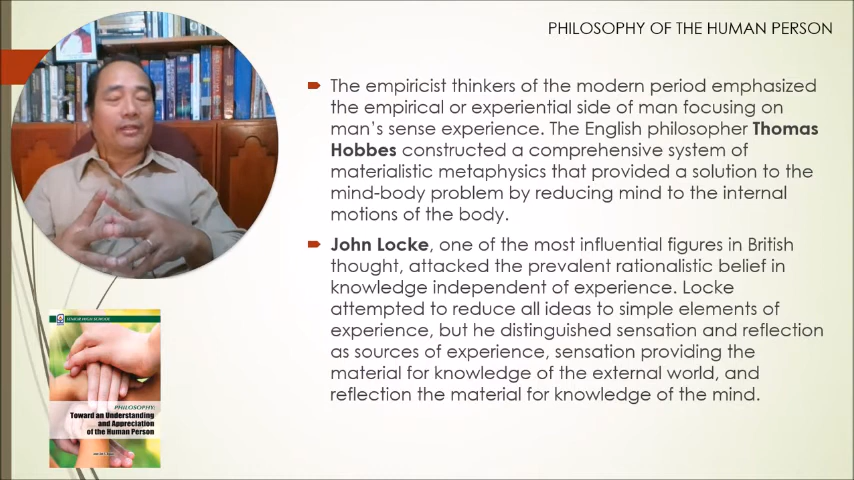 PHILOSOPHY OF THE HUMAN PERSON
The empiricist thinkers of the modern period emphasized
the empirical or experiential side of man focusing on
man's sense experience. The English philosopher Thomas
Hobbes constructed a comprehensive system of
materialistic metaphysics that provided a solution to the
mind-body problem by reducing mind to the internal
motions of the body.
John Locke, one of the most influential figures in British
thought, attacked the prevalent rationalistic belief in
knowledge independent of experience. Locke
attempted to reduce all ideas to simple elements of
experience, but he distinguished sensation and reflection
as sources of experience, sensation providing the
material for knowledge of the external world, and
reflection the material for knowledge of the mind.
PHILOSOPHY:
Toward an Understanding
and Appreciation
of the Human Person